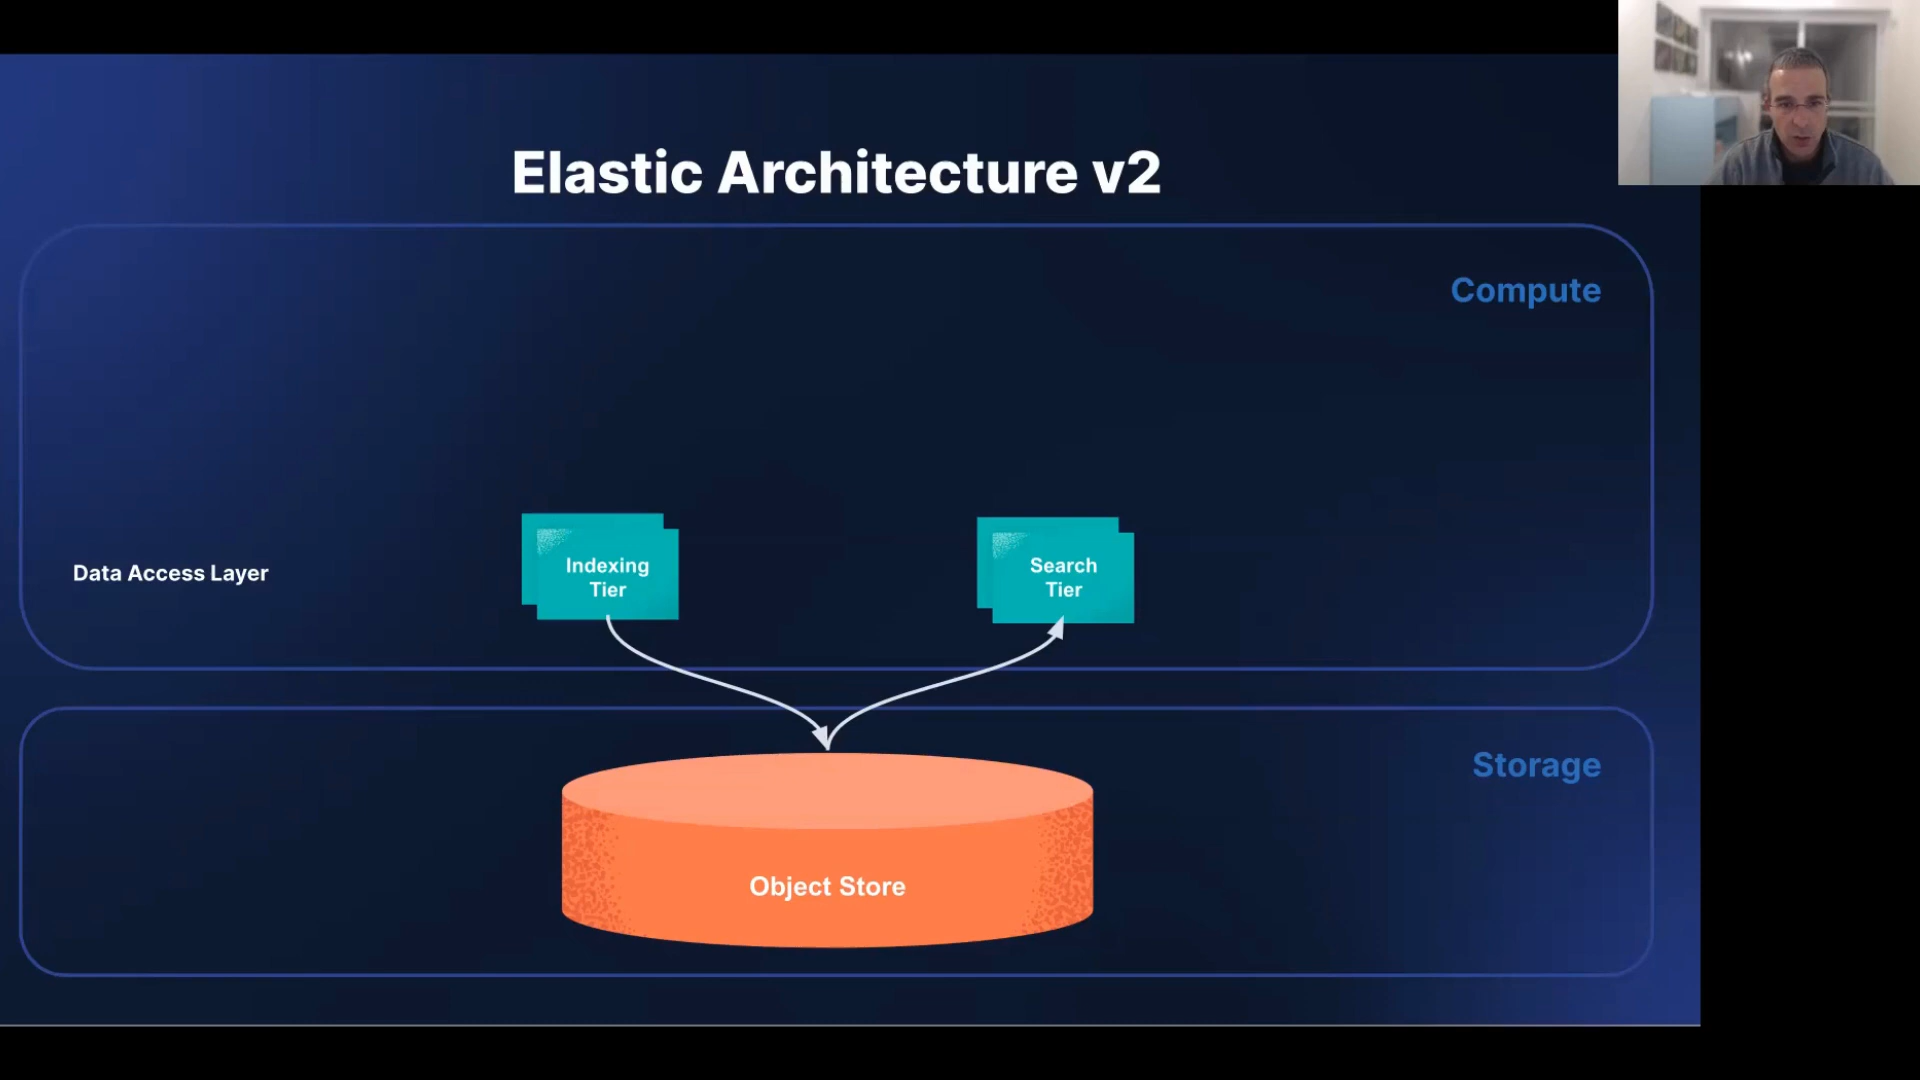 Elastic Architecture v2
Compute
Data Access Layer
Indexing
Tier
Search
Tier
Storage
Object Store